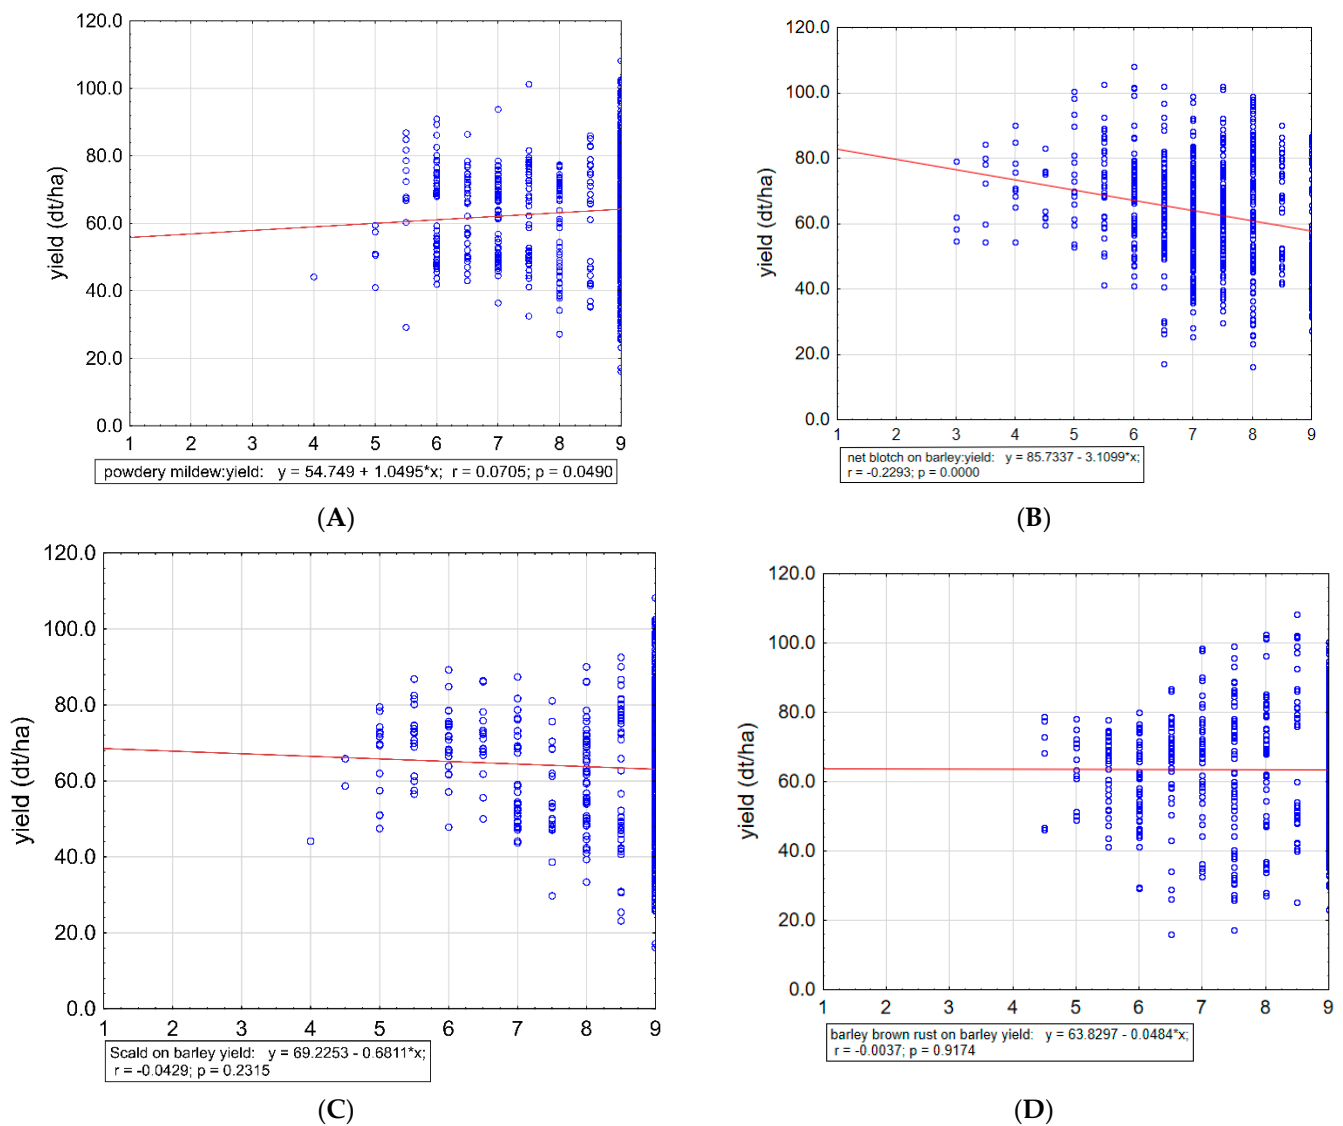 120.0
100.0
80.0
60.0
40.0
20.0
0.0
yield (dt/ha)
1 2 3 4 5 6 7 8 9
powdery mildew:yield: y = 54.749 + 1.0495*x; r = 0.0705; p = 0.0490
(A)
120.0
100.0
80.0
60.0
40.0
20.0
0.0
yield (dt/ha)
1 2 3 4 5 6 7 8 9
net blotch on barley:yield: y = 85.7337 - 3.1099*x;
r = -0.2293; p = 0.0000
(B)
120.0
100.0
80.0
60.0
40.0
20.0
0.0
yield (dt/ha)
1 2 3 4 5 6 7 8 9
Scald on barley yield: y = 69.2253 - 0.6811*x;
r = -0.0429; p = 0.2315
(C)
120.0
100.0
80.0
60.0
40.0
20.0
0.0
yield (dt/ha)
1 2 3 4 5 6 7 8 9
barley brown rust on barley yield: y = 63.8297 - 0.0484*x;
r = -0.0037; p = 0.9174
(D)